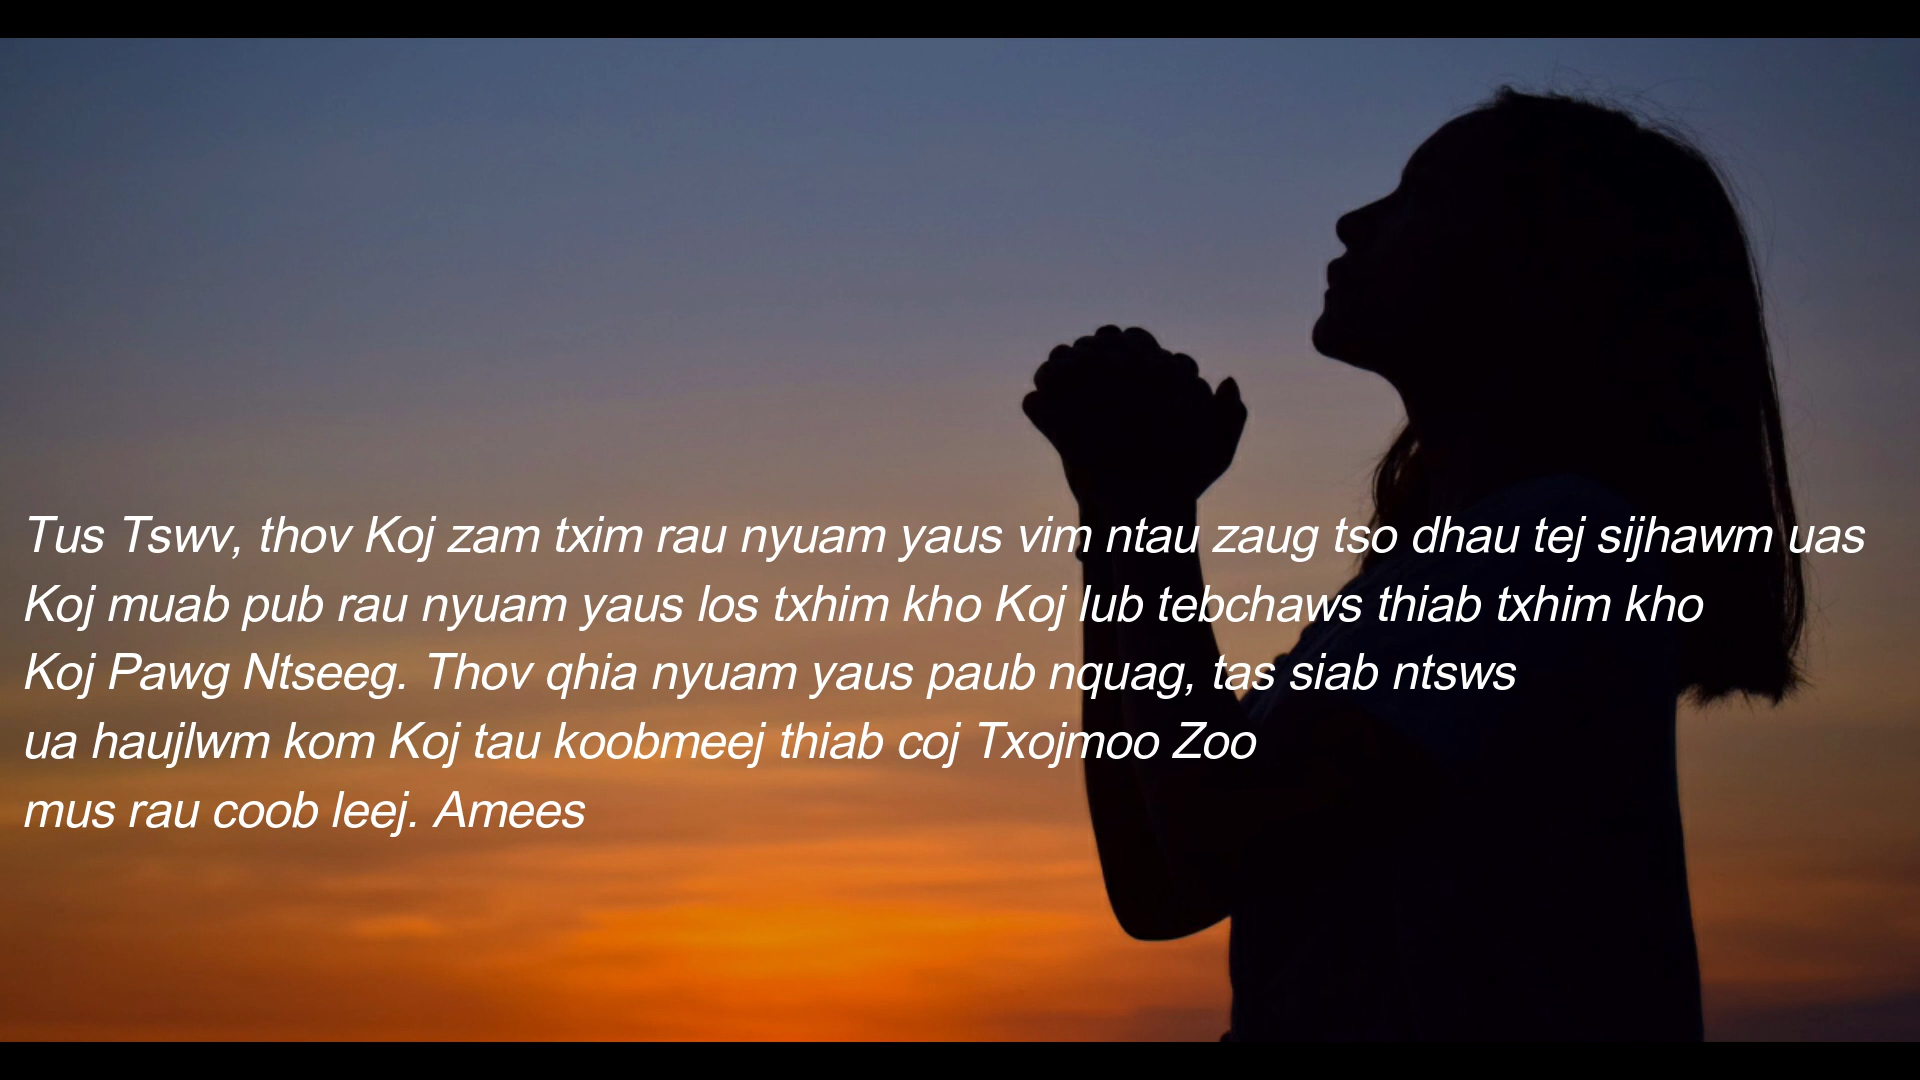 Tus Tswv, thov Koj zam txim rau nyuam yaus vim ntau zaug tso dhau tej sijhawm uas
Koj muab pub rau nyuam yaus los txhim kho Koj lub tebchaws thiab txhim kho
Koj Pawg Ntseeg. Thov qhia nyuam yaus paub nquag, tas siab ntsws
ua haujlwm kom Koj tau koobmeej thiab coj Txojmoo Zoo
mus rau coob leej. Amees